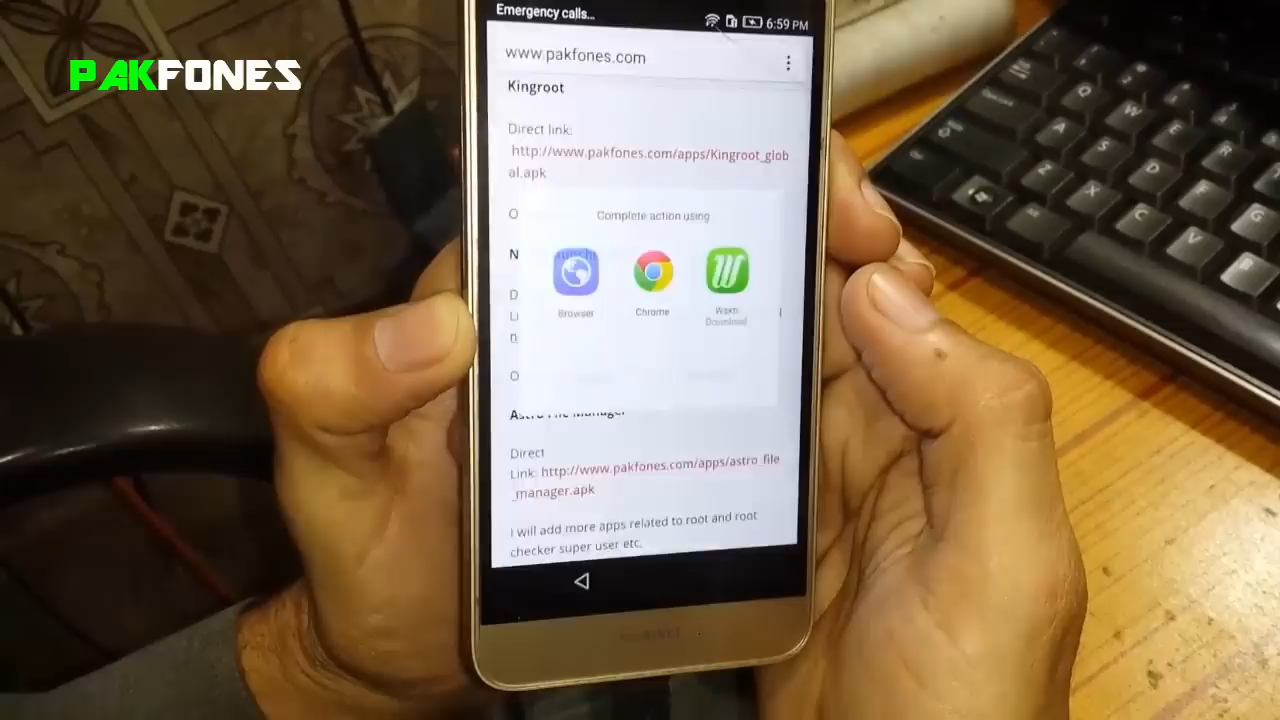 PAKFONES
Emergency calls...
6:59 PM
www.pakfones.com
Kingroot
Direct link:
http://www.pakfones.com/apps/Kingroot_glob
al.apk
O
Complete action using
N
Browser
Chrome
Download
D
Li
n
O
Astro File Manager
Direct
Link: http://www.pakfones.com/apps/astro_file
_manager.apk
I will add more apps related to root and root
checker super user etc.
Q
W
E
R
A
S
D
F
G
Z
X
C
V